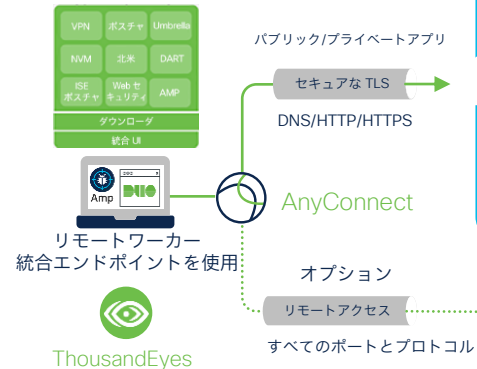 VPN
ポスチャ
Umbrella
NVM
北米
DART
ISE
ポスチャ
Web セ
キュリティ
AMP
ダウンローダ
統合 UI
Amp
DUO
リモートワーカー
統合エンドポイントを使用
ThousandEyes
パブリック/プライベートアプリ
セキュアな TLS
DNS/HTTP/HTTPS
AnyConnect
オプション
リモートアクセス
すべてのポートとプロトコル